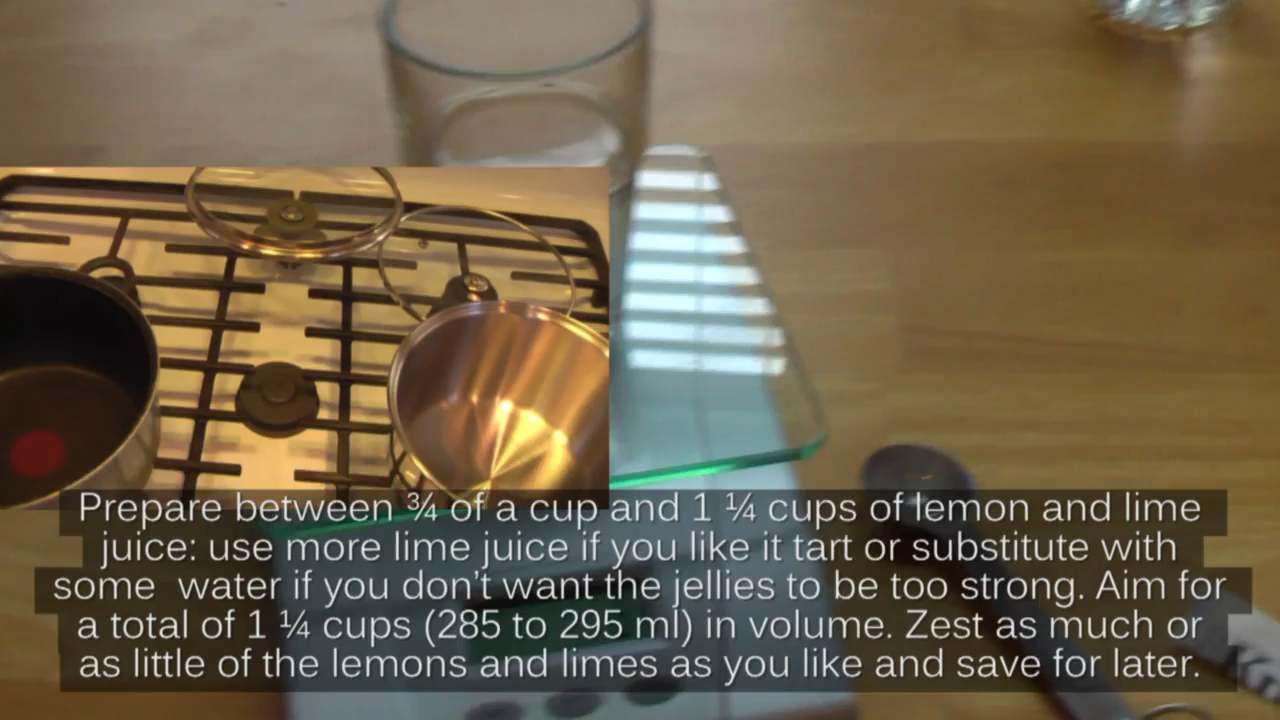 Prepare between ¾ of a cup and 1 ¼ cups of lemon and lime
juice: use more lime juice if you like it tart or substitute with
some  water if you don't want the jellies to be too strong. Aim for
a total of 1 ¼ cups (285 to 295 ml) in volume. Zest as much or
as little of the lemons and limes as you like and save for later.